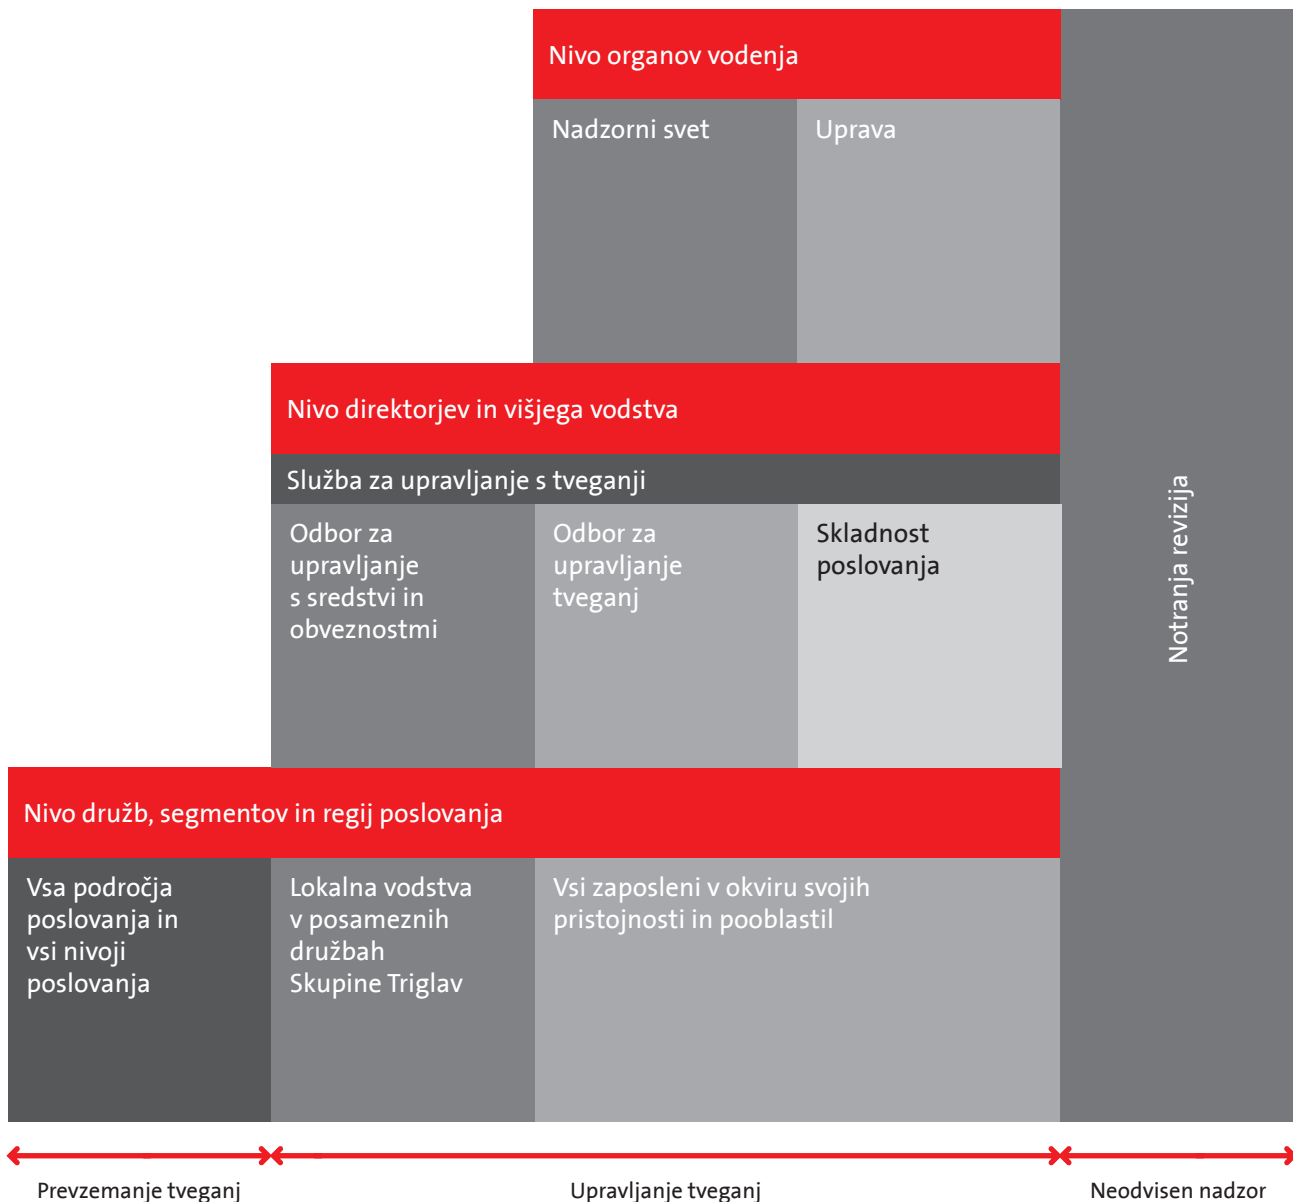 Nivo organov vodenja
Nadzorni svet
Uprava
Nivo direktorjev in višjega vodstva
Služba za upravljanje s tveganji
Odbor za
upravljanje
s sredstvi in
obveznostmi
Odbor za
upravljanje
tveganj
Skladnost
poslovanja
Nivo družb, segmentov in regij poslovanja
Vsa področja
poslovanja in
vsi nivoji
poslovanja
Lokalna vodstva
v posameznih
družbah
Skupine Triglav
Vsi zaposleni v okviru svojih
pristojnosti in pooblastil
Notranja revizija
Prevzemanje tveganj
Upravljanje tveganj
Neodvisen nadzor